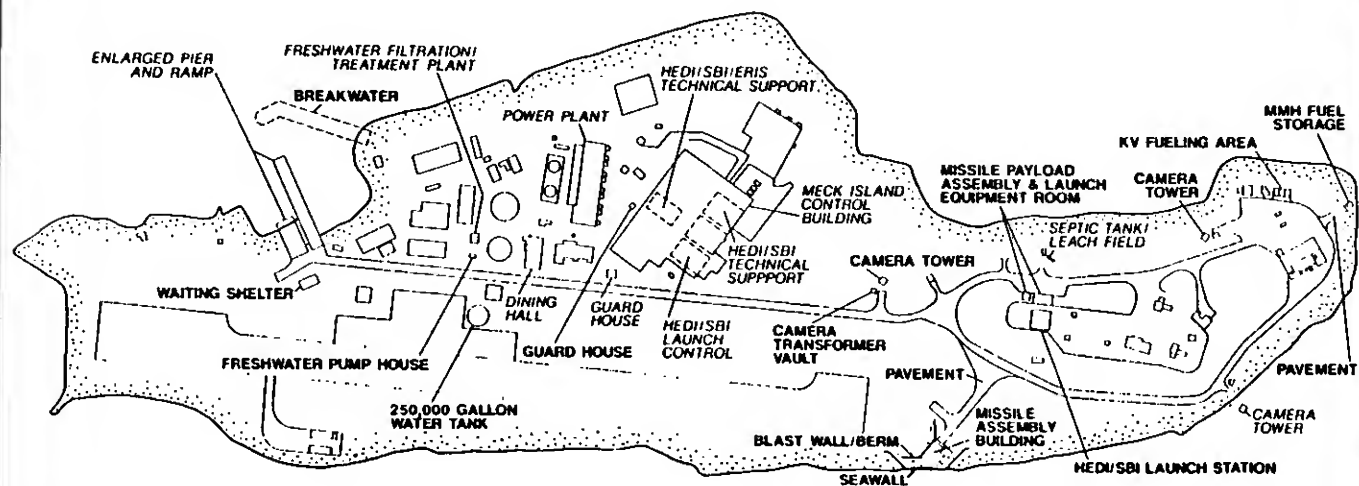 ENLARGED PIER
AND RAMP
FRESHWATER FILTRATION/
TREATMENT PLANT
BREAKWATER
POWER PLANT
HEDI/SBI/ERIS
TECHNICAL SUPPORT
MECK ISLAND
CONTROL
BUILDING
HEDI/SBI
TECHNICAL
SUPPPORT
MISSILE PAYLOAD
ASSEMBLY & LAUNCH
EQUIPMENT ROOM
KV FUELING AREA
CAMERA
TOWER
MMH FUEL
STORAGE
SEPTIC TANK/
LEACH FIELD
CAMERA TOWER
WAITING SHELTER
DINING
HALL
GUARD
HOUSE
GUARD HOUSE
HEDI/SBI
LAUNCH
CONTROL
CAMERA
TRANSFORMER
VAULT
FRESHWATER PUMP HOUSE
250,000 GALLON
WATER TANK
PAVEMENT
PAVEMENT
MISSILE
ASSEMBLY
BUILDING
BLAST WALL/BERM
SEAWALL
CAMERA
TOWER
HEDI/SBI LAUNCH STATION